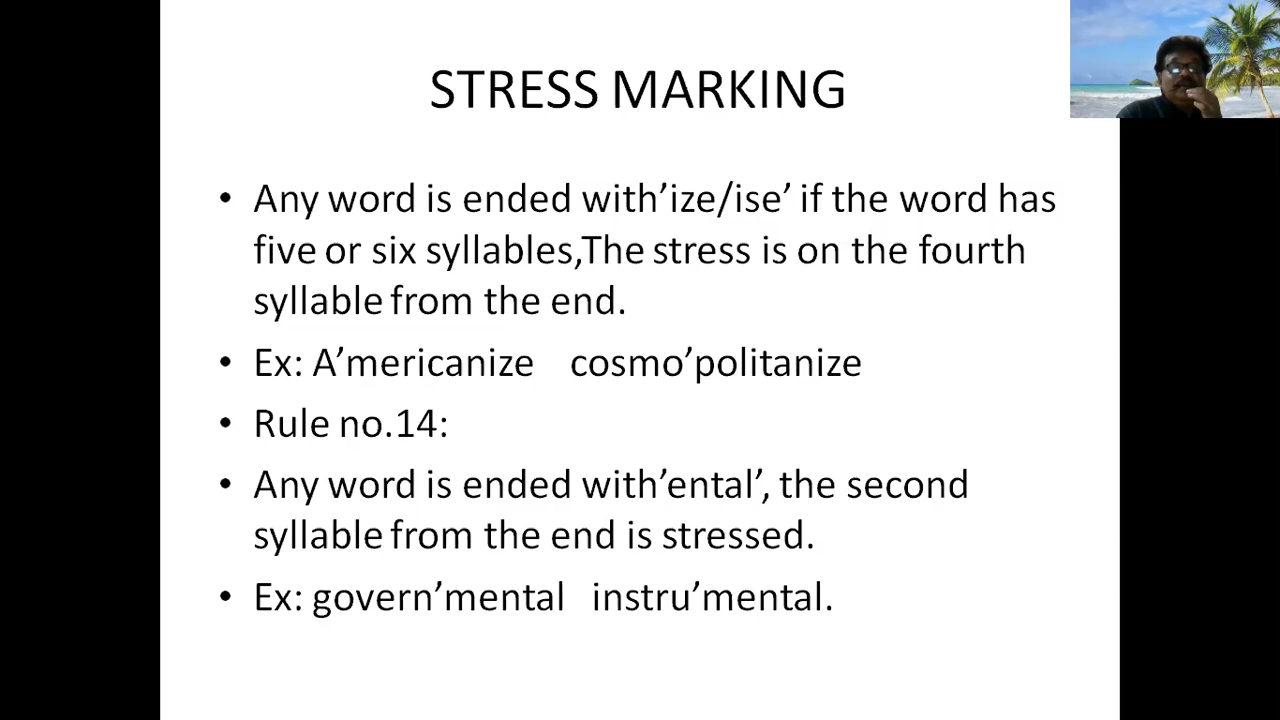 STRESS MARKING
• Any word is ended with’ize/ise’ if the word has
five or six syllables,The stress is on the fourth
syllable from the end.
• Ex: A’mericanize cosmo’politanize
• Rule no.14:
• Any word is ended with’ental’, the second
syllable from the end is stressed.
• Ex: govern’mental instru’mental.